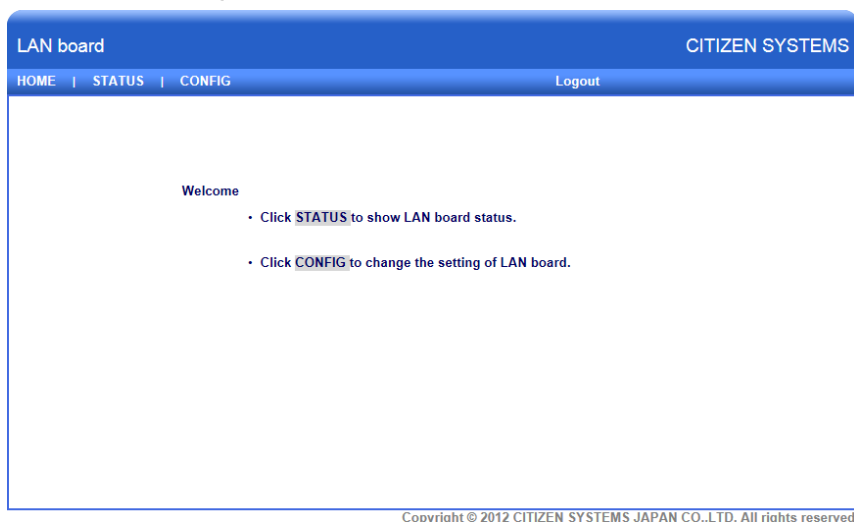 LAN board CITIZEN SYSTEMS
HOME | STATUS | CONFIG Logout
Welcome
・ Click STATUS to show LAN board status.
・ Click CONFIG to change the setting of LAN board.
Copyright © 2012 CITIZEN SYSTEMS JAPAN CO.,LTD. All rights reserved